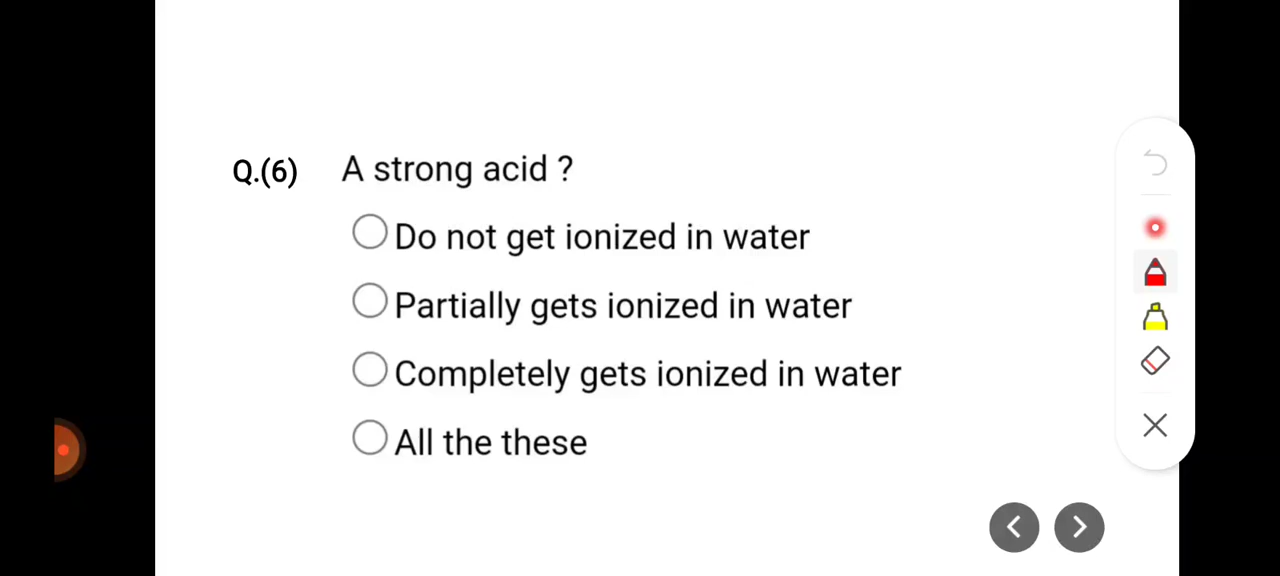 Q.(6) A strong acid ?
Do not get ionized in water
Partially gets ionized in water
Completely gets ionized in water
All the these